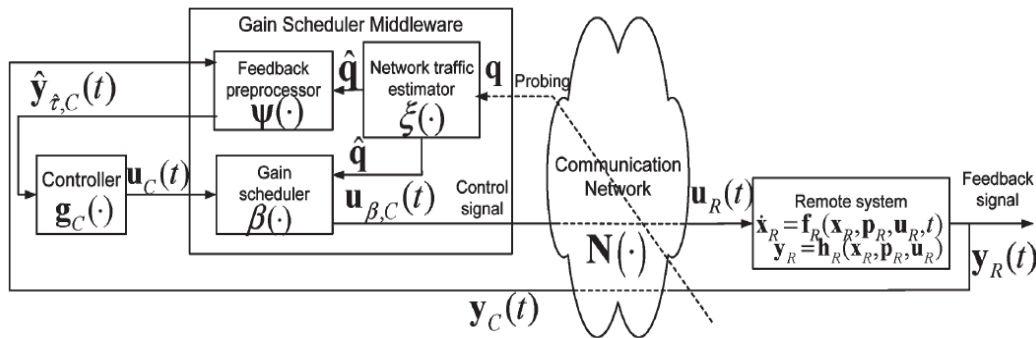 Gain Scheduler Middleware
Feedback
preprocessor
ψ(·)
q̂
Network traffic
estimator
ξ(·)
q
Probing
ŷ_{τ̂,C}(t)
Controller
g_C(·)
u_C(t)
Gain
scheduler
β(·)
q̂
u_{β,C}(t)
Control
signal
Communication
Network
N(·)
u_R(t)
Remote system
ẋ_R = f_R(x_R, p_R, u_R, t)
y_R = h_R(x_R, p_R, u_R)
Feedback
signal
y_R(t)
y_C(t)